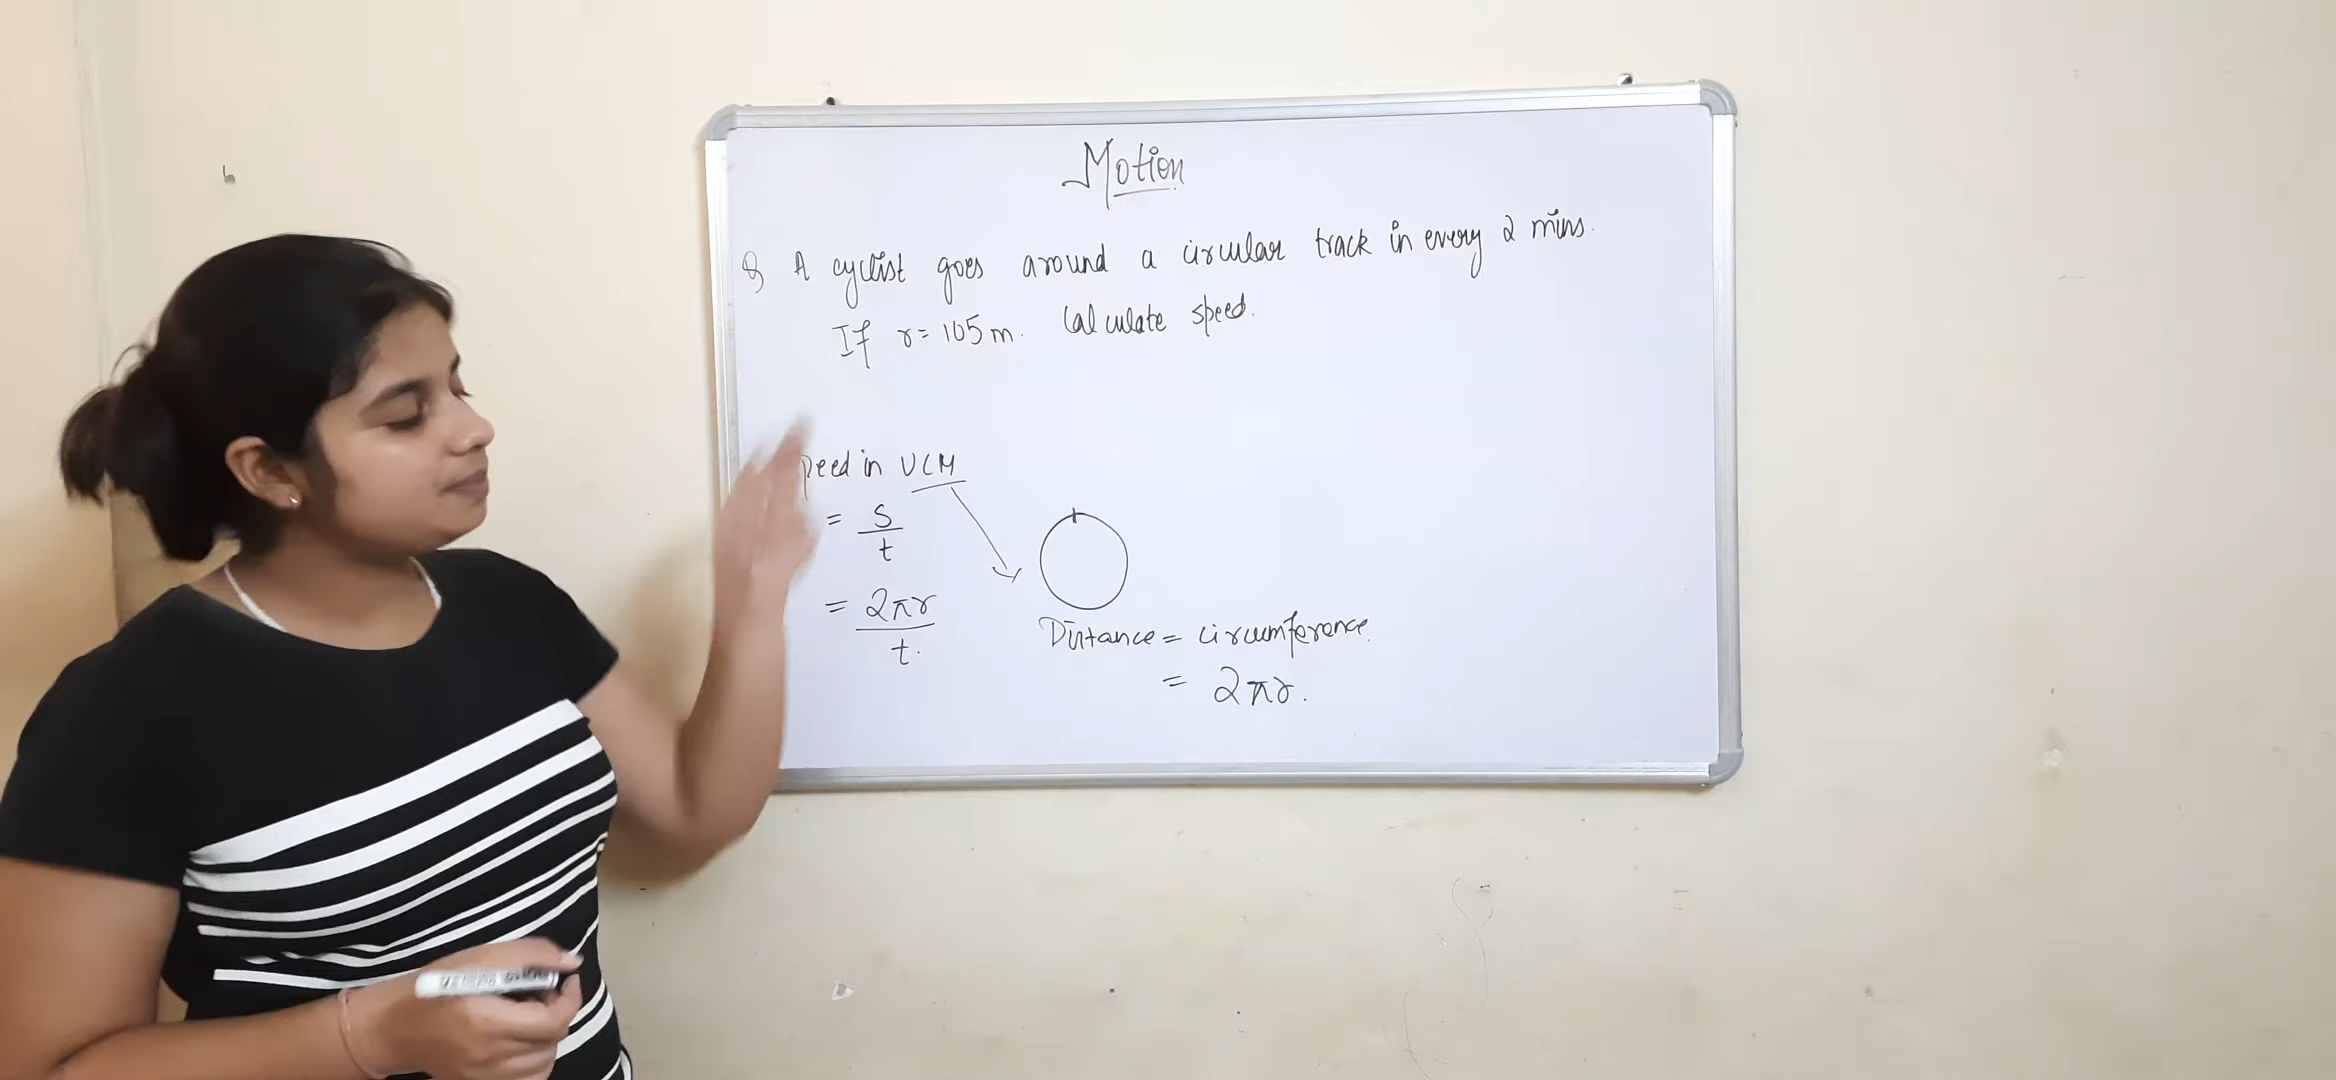 Motion
Q A cyclist goes around a circular track in every 2 mins.
If r = 105 m. Calculate speed.
peed in UCM
= s/t
= 2πr/t.
Distance = circumference.
= 2πr.